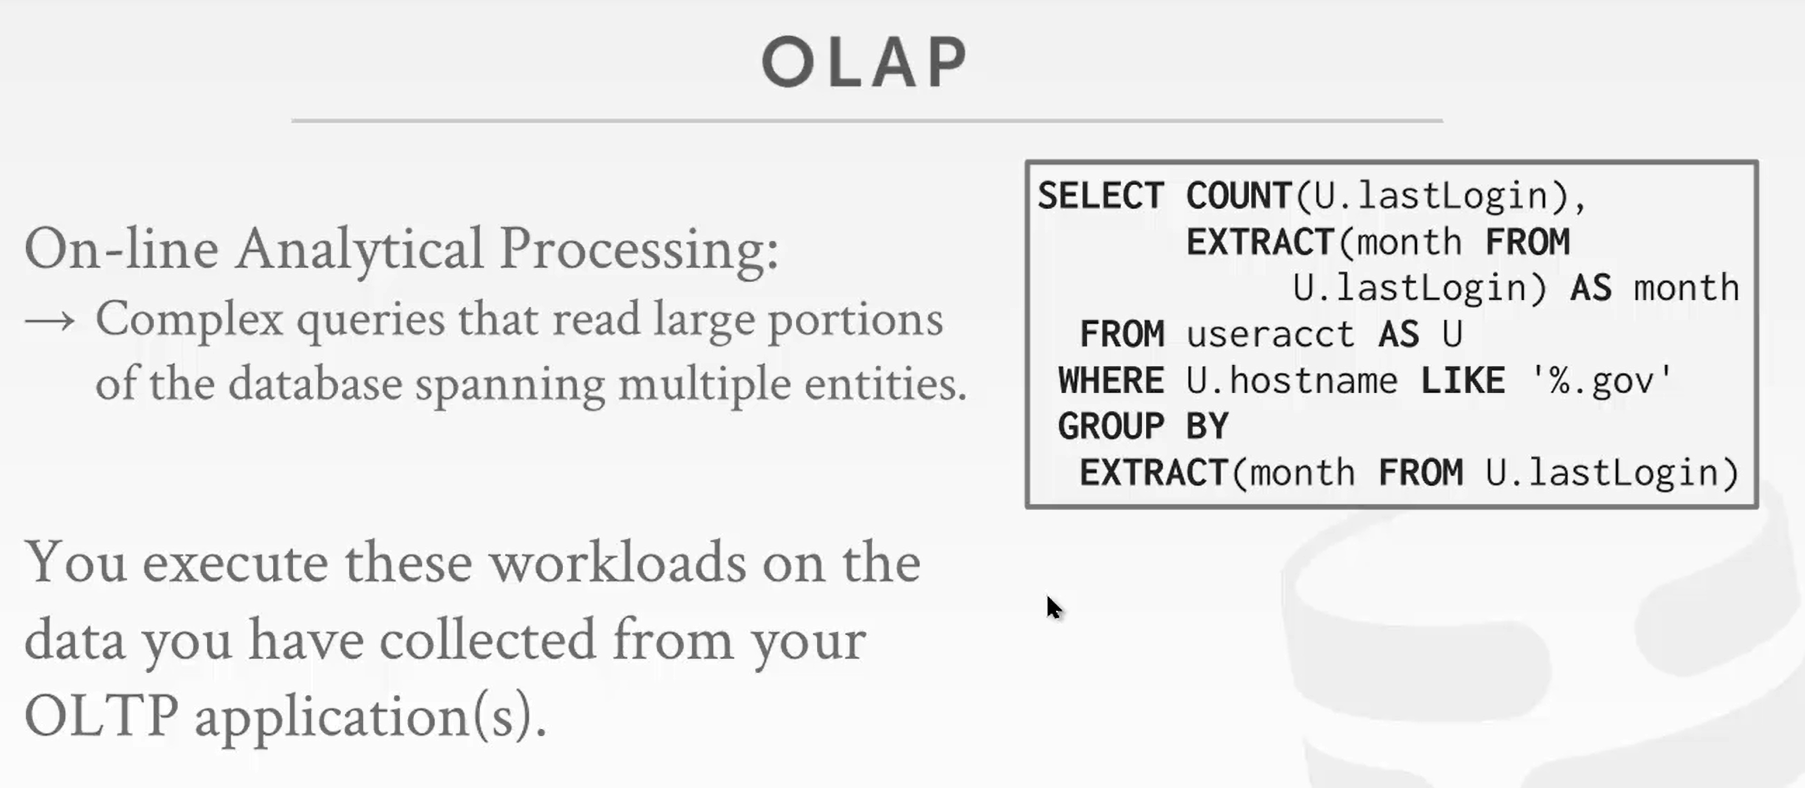 OLAP
On-line Analytical Processing:
→ Complex queries that read large portions
of the database spanning multiple entities.
You execute these workloads on the
data you have collected from your
OLTP application(s).
SELECT COUNT(U.lastLogin),
EXTRACT(month FROM
U.lastLogin) AS month
FROM useracct AS U
WHERE U.hostname LIKE '%.gov'
GROUP BY
EXTRACT(month FROM U.lastLogin)